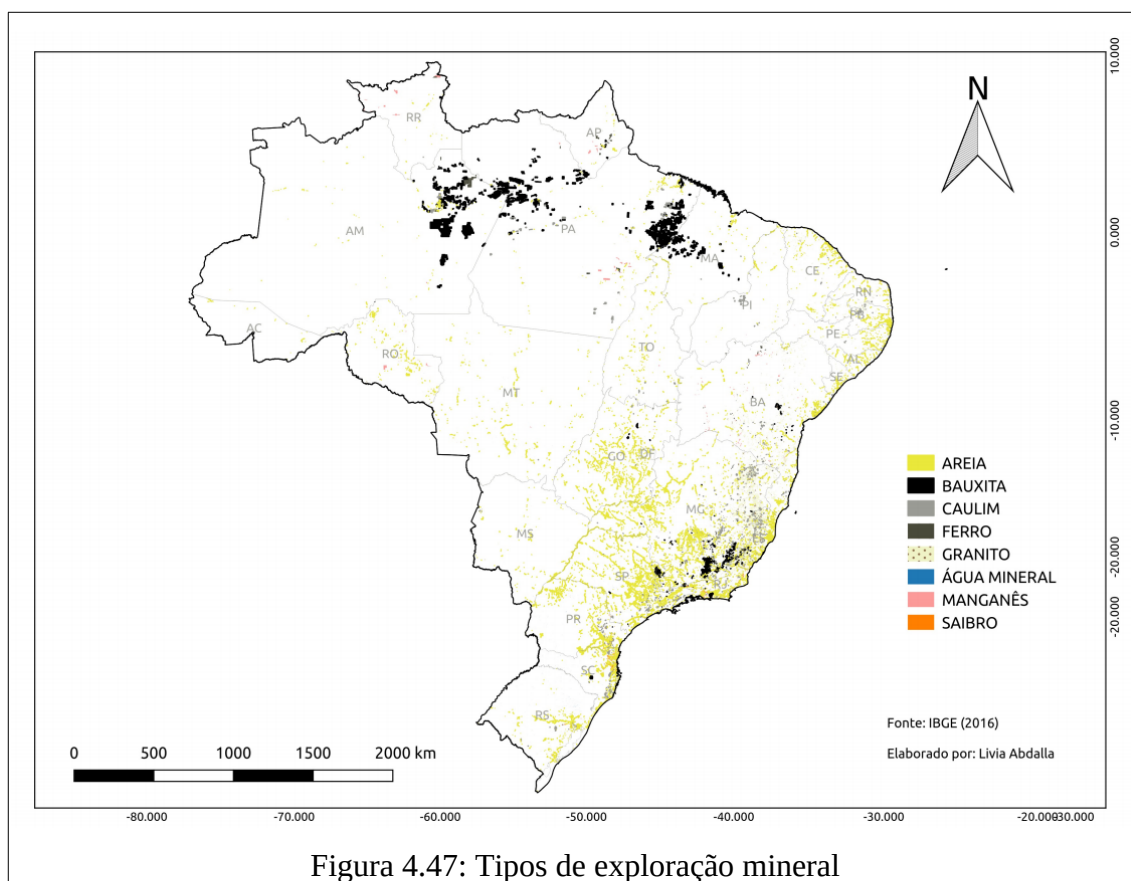 10.000
N
RR
AP
AM
PA
0.000
MA
CE
RN
PI
PB
AC
PE
TO
AL
RO
SE
MT
BA
-10.000
GO
DF
AREIA
BAUXITA
MG
CAULIM
ES
FERRO
MS
GRANITO
-20.000
SP
RJ
ÁGUA MINERAL
MANGANÊS
-20.000
PR
SAIBRO
SC
RS
Fonte: IBGE (2016)
0 500 1000 1500 2000 km
Elaborado por: Livia Abdalla
-80.000 -70.000 -60.000 -50.000 -40.000 -30.000 -20.000 -30.000
Figura 4.47: Tipos de exploração mineral